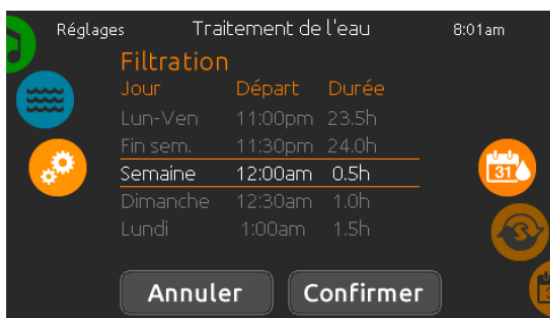 Réglages Traitement de l'eau 8:01am
Filtration
Jour Départ Durée
Lun-Ven 11:00pm 23.5h
Fin sem. 11:30pm 24.0h
Semaine 12:00am 0.5h
31
Dimanche 12:30am 1.0h
Lundi 1:00am 1.5h
Annuler Confirmer